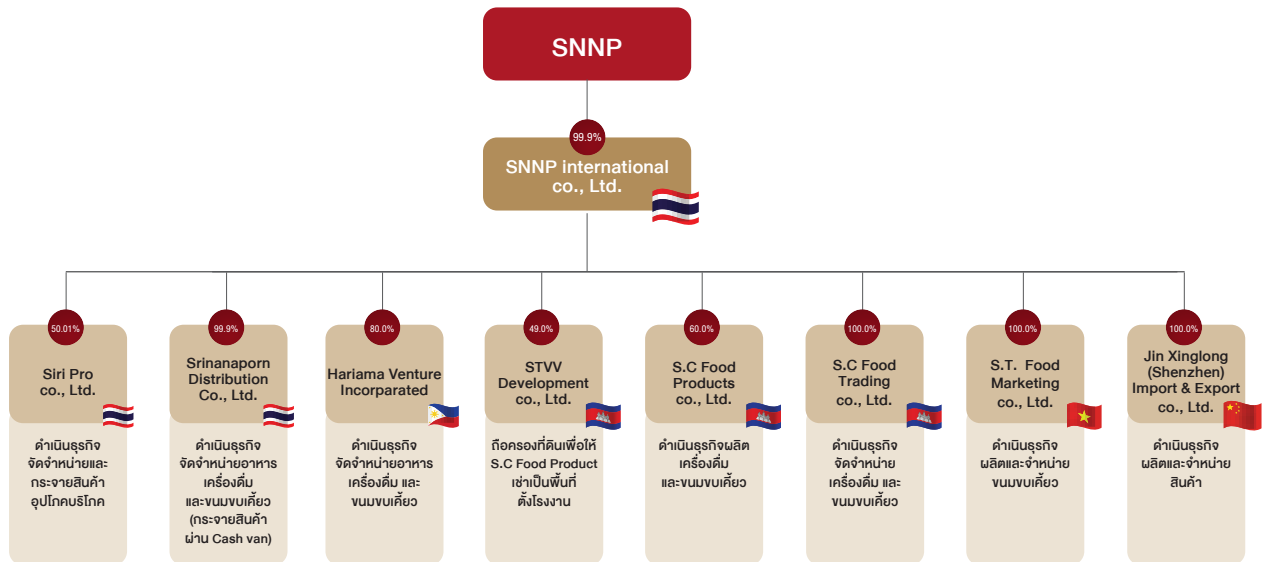 SNNP
99.9%
SNNP international
co., Ltd.
50.01%
Siri Pro
co., Ltd.
ดำเนินธุรกิจ
จัดจำหน่ายและ
กระจายสินค้า
อุปโภคบริโภค
99.9%
Srinanaporn
Distribution
Co., Ltd.
ดำเนินธุรกิจ
จัดจำหน่ายอาหาร
เครื่องดื่ม
และขนมขบเคี้ยว
(กระจายสินค้า
ผ่าน Cash van)
80.0%
Hariama Venture
Incorparated
ดำเนินธุรกิจ
จัดจำหน่ายอาหาร
เครื่องดื่ม และ
ขนมขบเคี้ยว
49.0%
STVV
Development
co., Ltd.
ถือครองที่ดินเพื่อให้
S.C Food Product
เช่าเป็นพื้นที่
ตั้งโรงงาน
60.0%
S.C Food
Products
co., Ltd.
ดำเนินธุรกิจผลิต
เครื่องดื่ม
และขนมขบเคี้ยว
100.0%
S.C Food
Trading
co., Ltd.
ดำเนินธุรกิจ
จัดจำหน่าย
เครื่องดื่ม และ
ขนมขบเคี้ยว
100.0%
S.T. Food
Marketing
co., Ltd.
ดำเนินธุรกิจ
ผลิตและจำหน่าย
ขนมขบเคี้ยว
100.0%
Jin Xinglong
(Shenzhen)
Import & Export
co., Ltd.
ดำเนินธุรกิจ
ผลิตและจำหน่าย
สินค้า